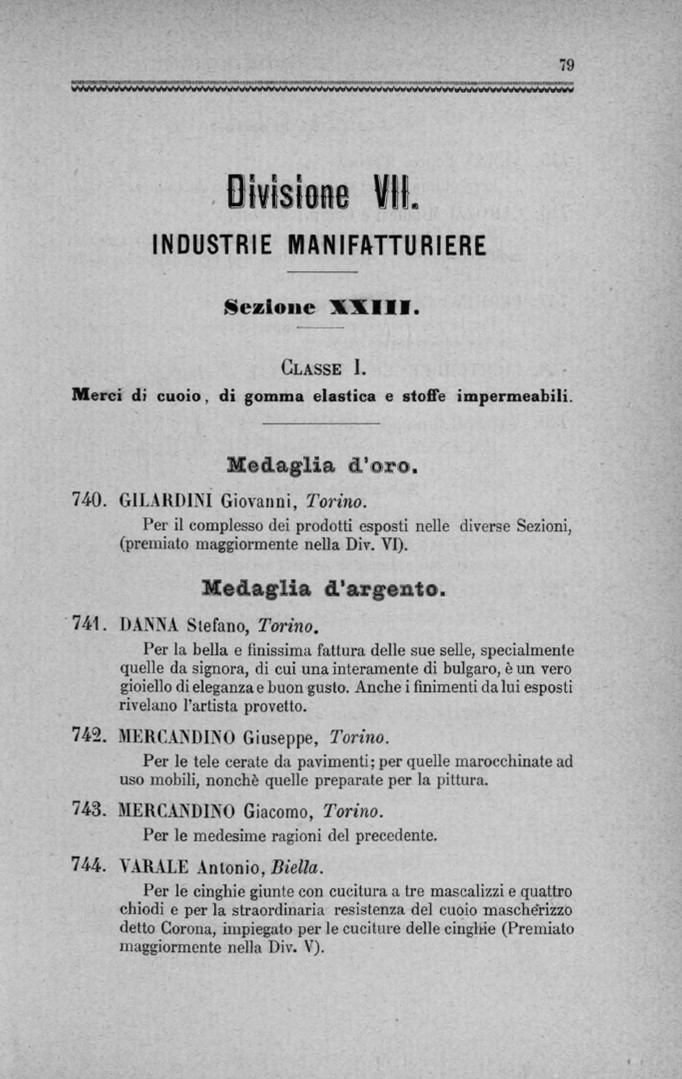 79
Divisione VII.
INDUSTRIE MANIFATTURIERE
Sezione XXIII.
CLASSE I.
Merci di cuoio, di gomma elastica e stoffe impermeabili.
Medaglia d'oro.
740. GILARDINI Giovanni, Torino.
Per il complesso dei prodotti esposti nelle diverse Sezioni,
(premiato maggiormente nella Div. VI).
Medaglia d'argento.
741. DANNA Stefano, Torino.
Per la bella e finissima fattura delle sue selle, specialmente
quelle da signora, di cui una interamente di bulgaro, è un vero
gioiello di eleganza e buon gusto. Anche i finimenti da lui esposti
rivelano l'artista provetto.
742. MERCANDINO Giuseppe, Torino.
Per le tele cerate da pavimenti; per quelle marocchinate ad
uso mobili, nonchè quelle preparate per la pittura.
743. MERCANDINO Giacomo, Torino.
Per le medesime ragioni del precedente.
744. VARALE Antonio, Biella.
Per le cinghie giunte con cucitura a tre mascalizzi e quattro
chiodi e per la straordinaria resistenza del cuoio mascherizzo
detto Corona, impiegato per le cuciture delle cinghie (Premiato
maggiormente nella Div. V).